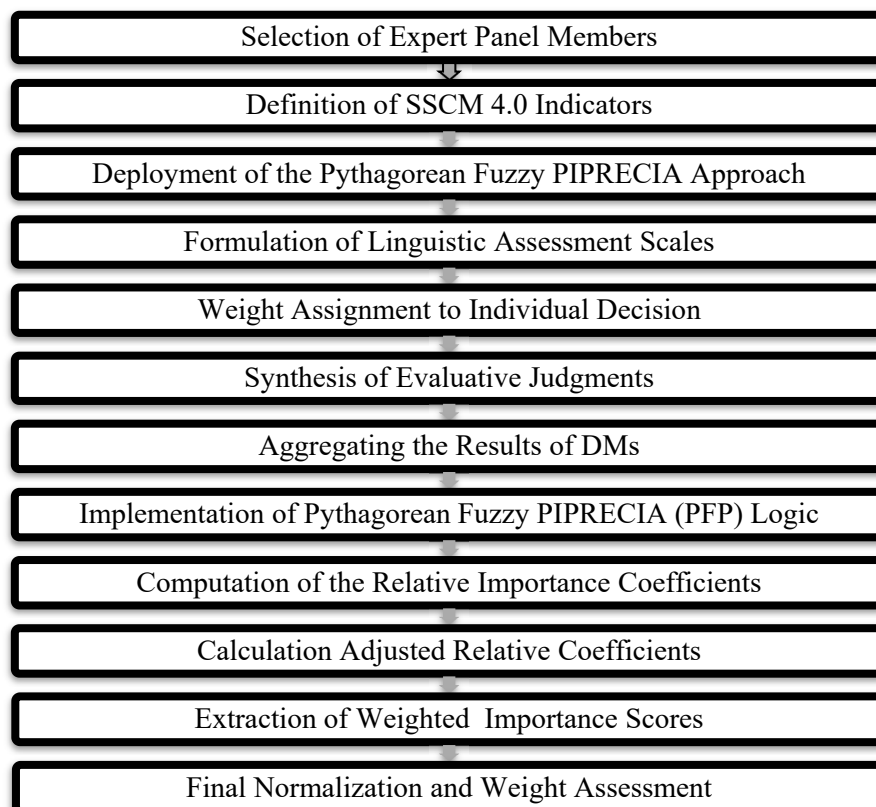 Selection of Expert Panel Members
Definition of SSCM 4.0 Indicators
Deployment of the Pythagorean Fuzzy PIPRECIA Approach
Formulation of Linguistic Assessment Scales
Weight Assignment to Individual Decision
Synthesis of Evaluative Judgments
Aggregating the Results of DMs
Implementation of Pythagorean Fuzzy PIPRECIA (PFP) Logic
Computation of the Relative Importance Coefficients
Calculation Adjusted Relative Coefficients
Extraction of Weighted Importance Scores
Final Normalization and Weight Assessment